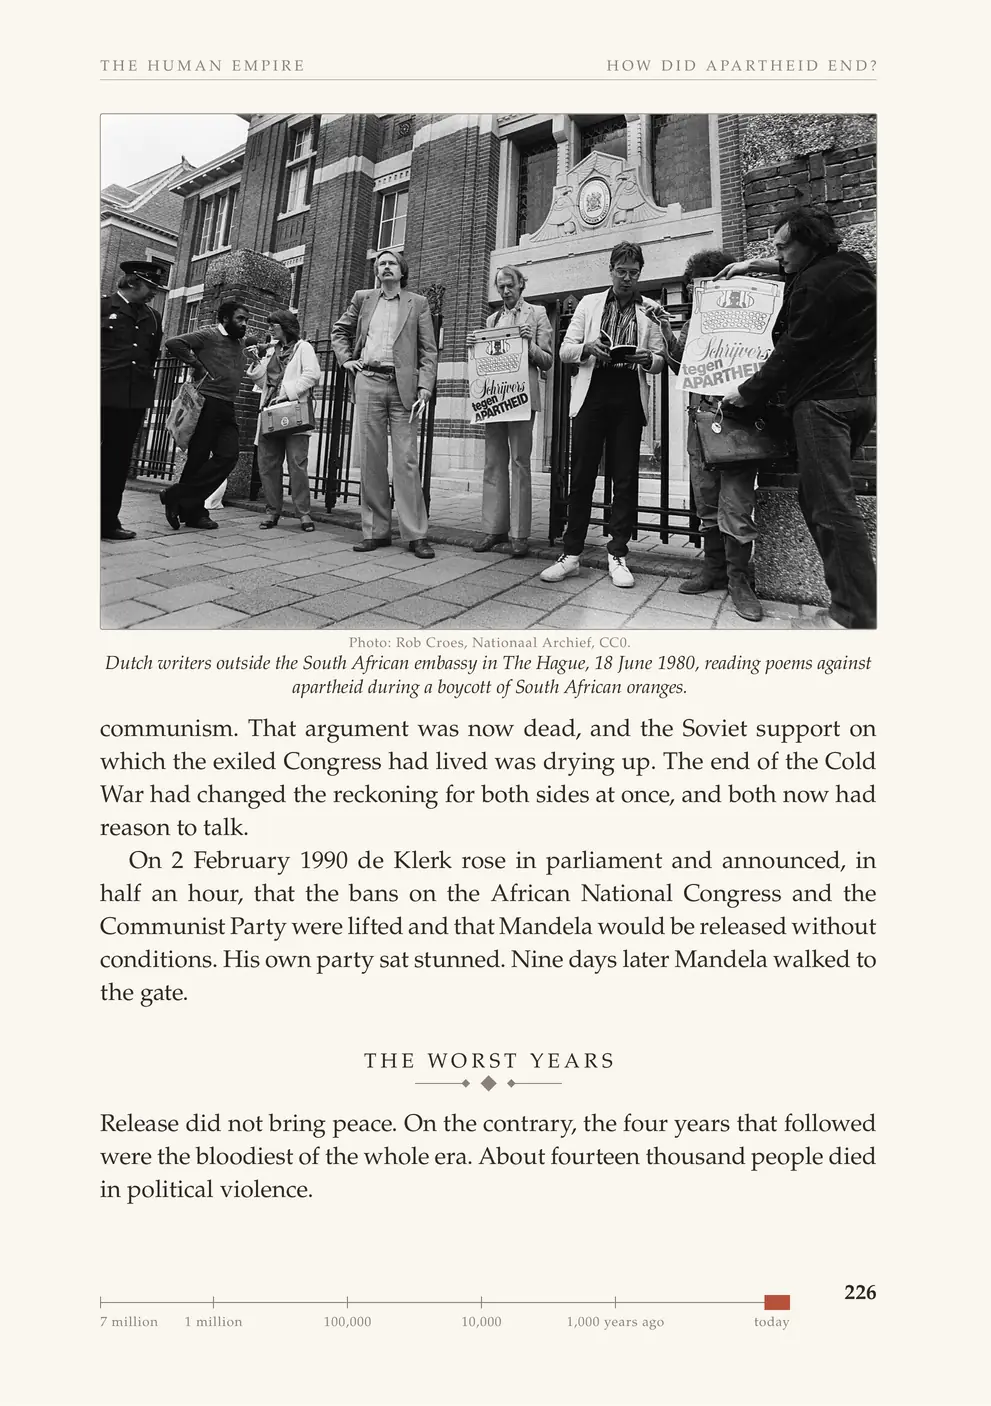 THE HUMAN EMPIRE
HOW DID APARTHEID END?
Schrijvers
tegen
APARTHEID
Schrijvers
tegen
APARTHEID
Photo: Rob Croes, Nationaal Archief, CC0.
Dutch writers outside the South African embassy in The Hague, 18 June 1980, reading poems against
apartheid during a boycott of South African oranges.
communism. That argument was now dead, and the Soviet support on
which the exiled Congress had lived was drying up. The end of the Cold
War had changed the reckoning for both sides at once, and both now had
reason to talk.
On 2 February 1990 de Klerk rose in parliament and announced, in
half an hour, that the bans on the African National Congress and the
Communist Party were lifted and that Mandela would be released without
conditions. His own party sat stunned. Nine days later Mandela walked to
the gate.
THE WORST YEARS
Release did not bring peace. On the contrary, the four years that followed
were the bloodiest of the whole era. About fourteen thousand people died
in political violence.
226
7 million 1 million 100,000 10,000 1,000 years ago today